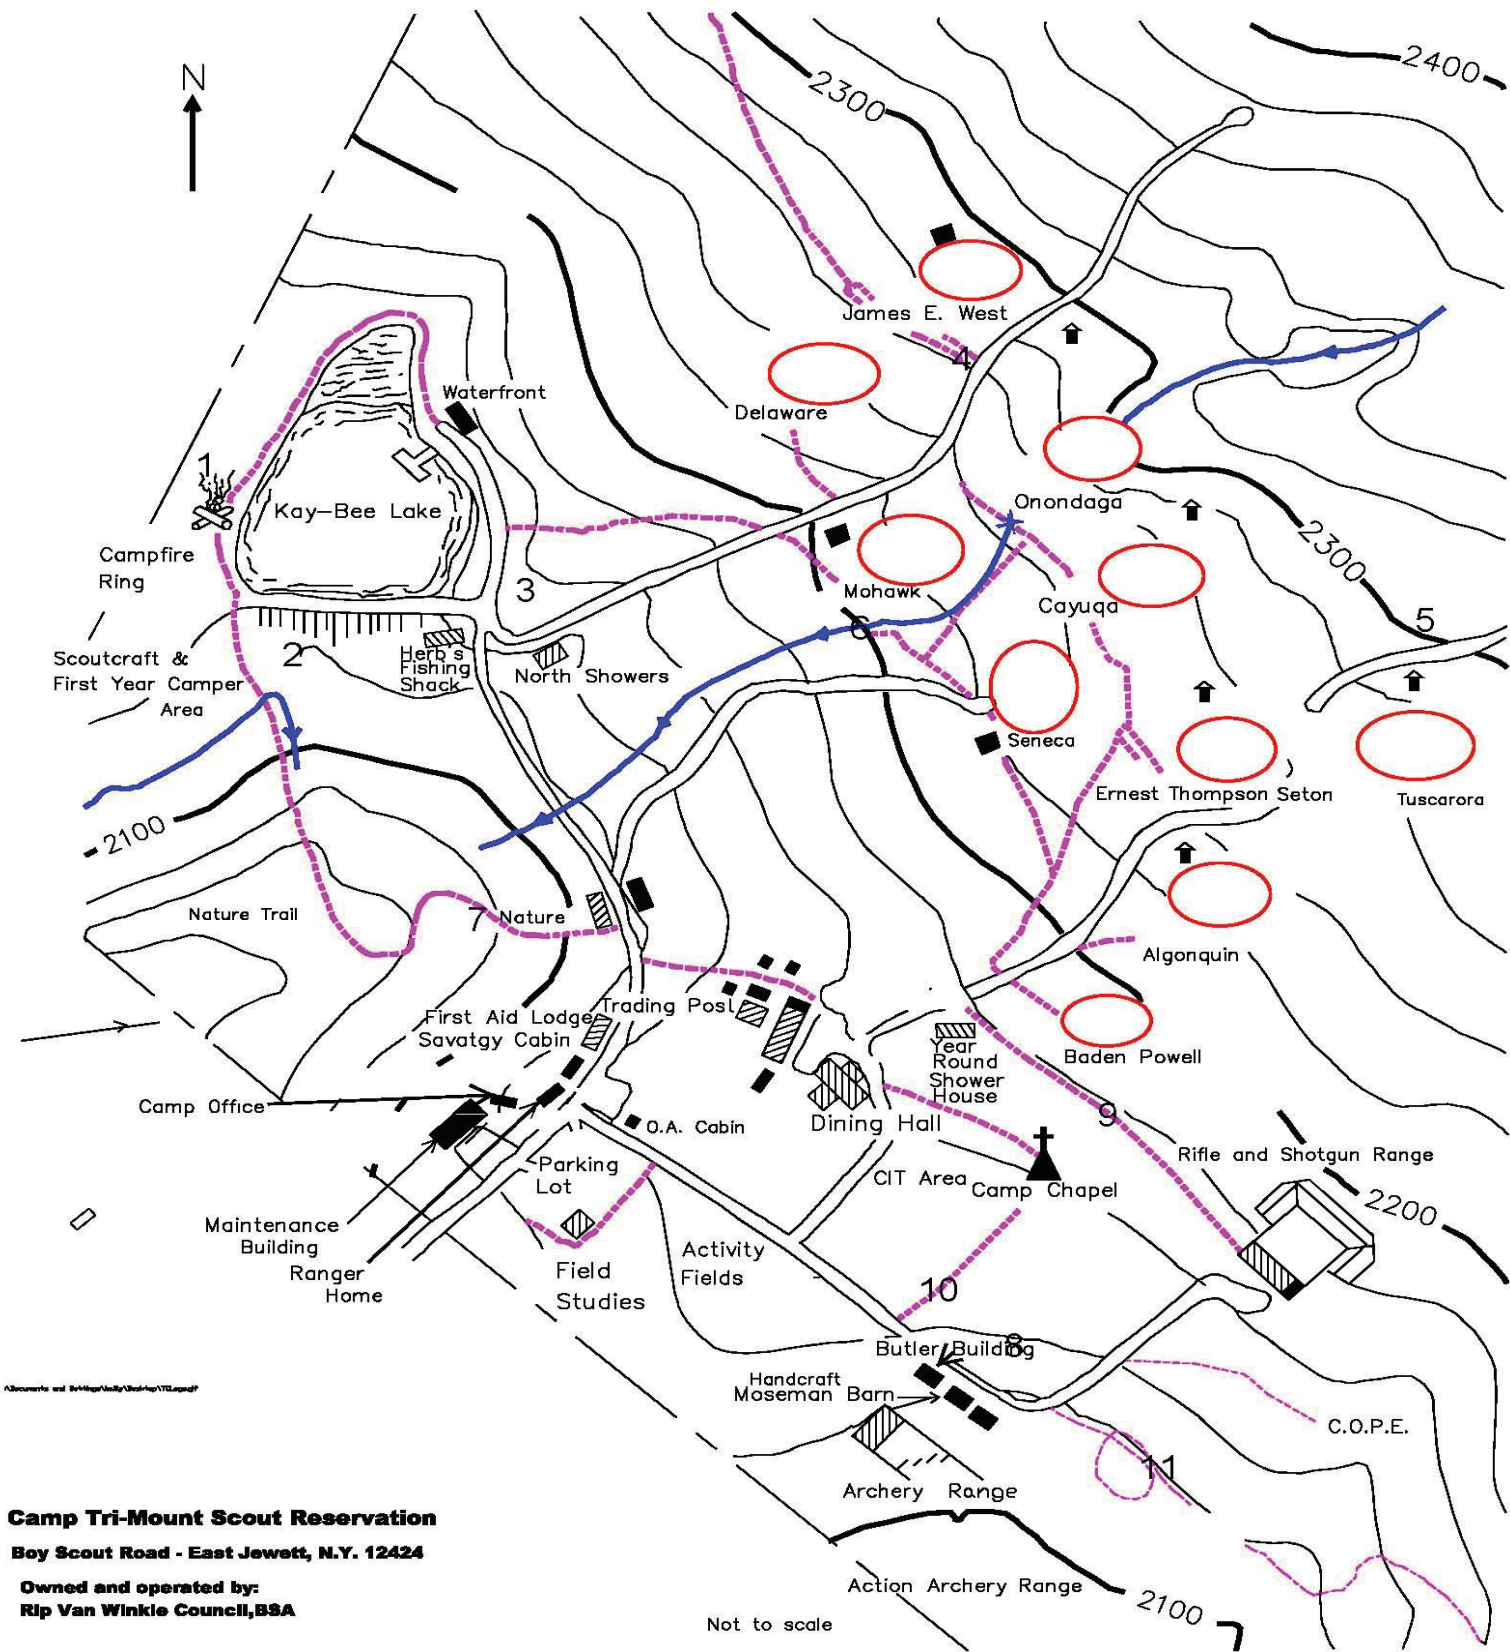 N
2300
2400
James E. West
4
Waterfront
Delaware
1
Kay-Bee Lake
Onondaga
Campfire
Ring
2300
3
Mohawk
Cayuqa
5
6
2
Scoutcraft &
First Year Camper
Area
Herb's
Fishing
Shack
North Showers
Seneca
Ernest Thompson Seton
Tuscarora
2100
Nature Trail
7 Nature
Algonquin
Trading Post
First Aid Lodge
Savatgy Cabin
Year
Round
Shower
House
Baden Powell
Camp Office
O.A. Cabin
Dining Hall
9
Rifle and Shotgun Range
Parking
Lot
CIT Area
Camp Chapel
2200
Maintenance
Building
Ranger
Home
Field
Studies
Activity
Fields
10
Butler Building
8
Handcraft
Moseman Barn
C.O.P.E.
11
Archery Range
Camp Tri-Mount Scout Reservation
Boy Scout Road - East Jewett, N.Y. 12424
Owned and operated by:
Rip Van Winkle Council,BSA
Action Archery Range
2100
Not to scale